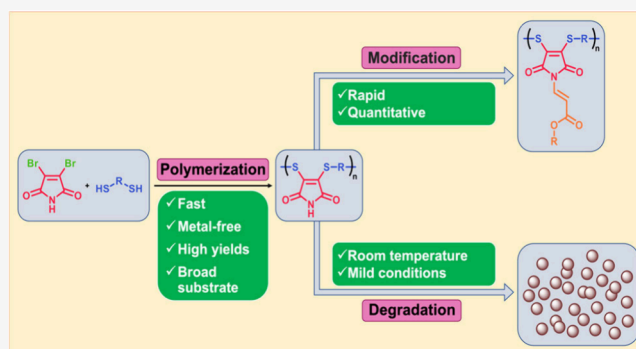 Br Br
O N O
H
+
HS R SH
Polymerization
✓Fast
✓Metal-free
✓High yields
✓Broad
substrate
( S S–R )n
O N O
H
Modification
✓Rapid
✓Quantitative
( S S–R )n
O N O
O
O
R
✓Room temperature
✓Mild conditions
Degradation